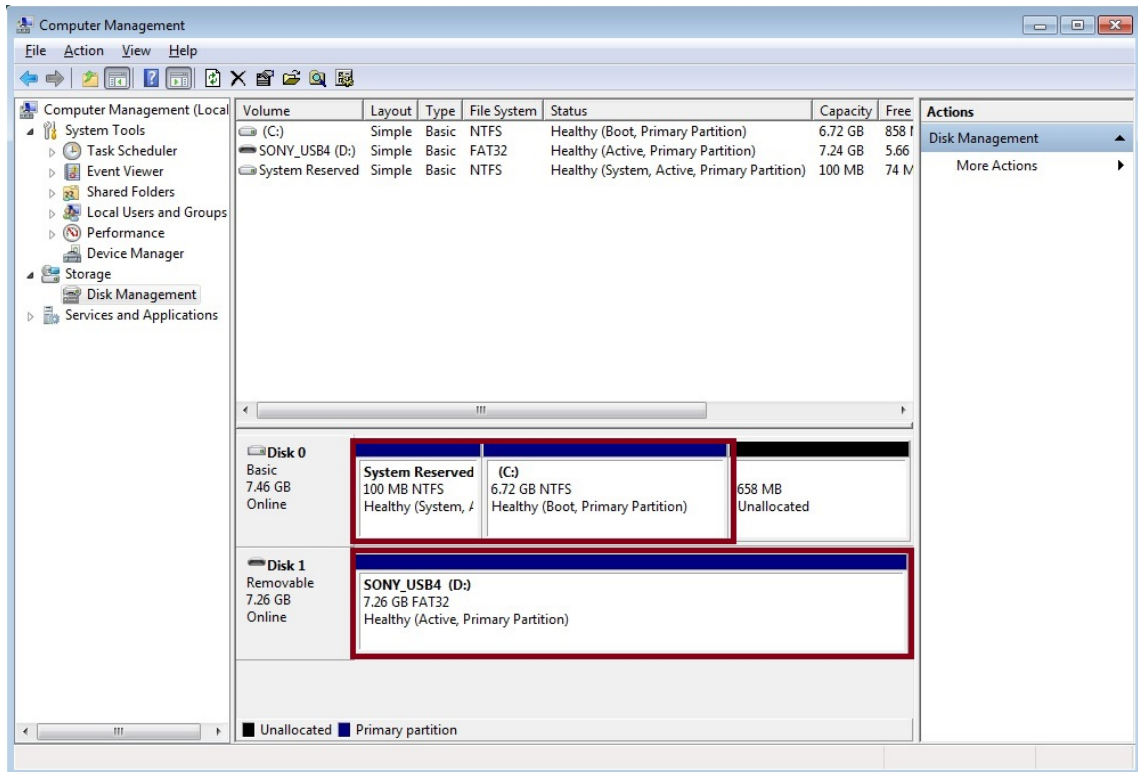 Computer Management
File Action View Help
Computer Management (Local
System Tools
Task Scheduler
Event Viewer
Shared Folders
Local Users and Groups
Performance
Device Manager
Storage
Disk Management
Services and Applications
Volume Layout Type File System Status Capacity Free
(C:) Simple Basic NTFS Healthy (Boot, Primary Partition) 6.72 GB 858
SONY_USB4 (D:) Simple Basic FAT32 Healthy (Active, Primary Partition) 7.24 GB 5.66
System Reserved Simple Basic NTFS Healthy (System, Active, Primary Partition) 100 MB 74
Actions
Disk Management
More Actions
Disk 0
Basic
7.46 GB
Online
System Reserved
100 MB NTFS
Healthy (System,
(C:)
6.72 GB NTFS
Healthy (Boot, Primary Partition)
658 MB
Unallocated
Disk 1
Removable
7.26 GB
Online
SONY_USB4 (D:)
7.26 GB FAT32
Healthy (Active, Primary Partition)
Unallocated Primary partition